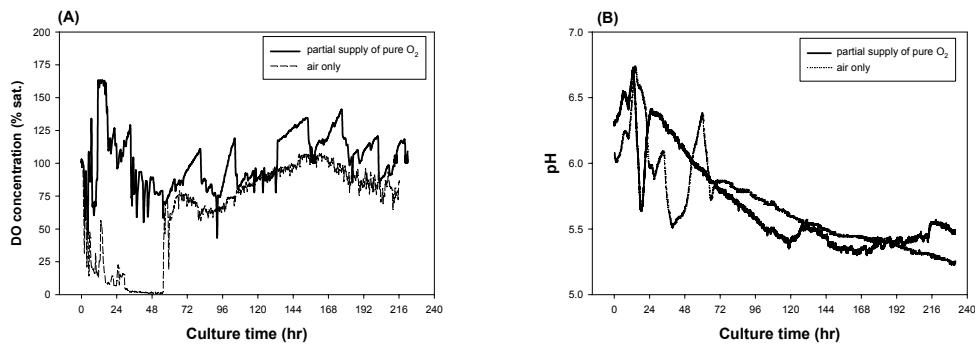 (A)
200
175
150
125
100
75
50
25
0
DO concentration (% sat.)
partial supply of pure O₂
air only
0 24 48 72 96 120 144 168 192 216 240
Culture time (hr)
(B)
7.0
6.5
6.0
5.5
5.0
pH
partial supply of pure O₂
air only
0 24 48 72 96 120 144 168 192 216 240
Culture time (hr)